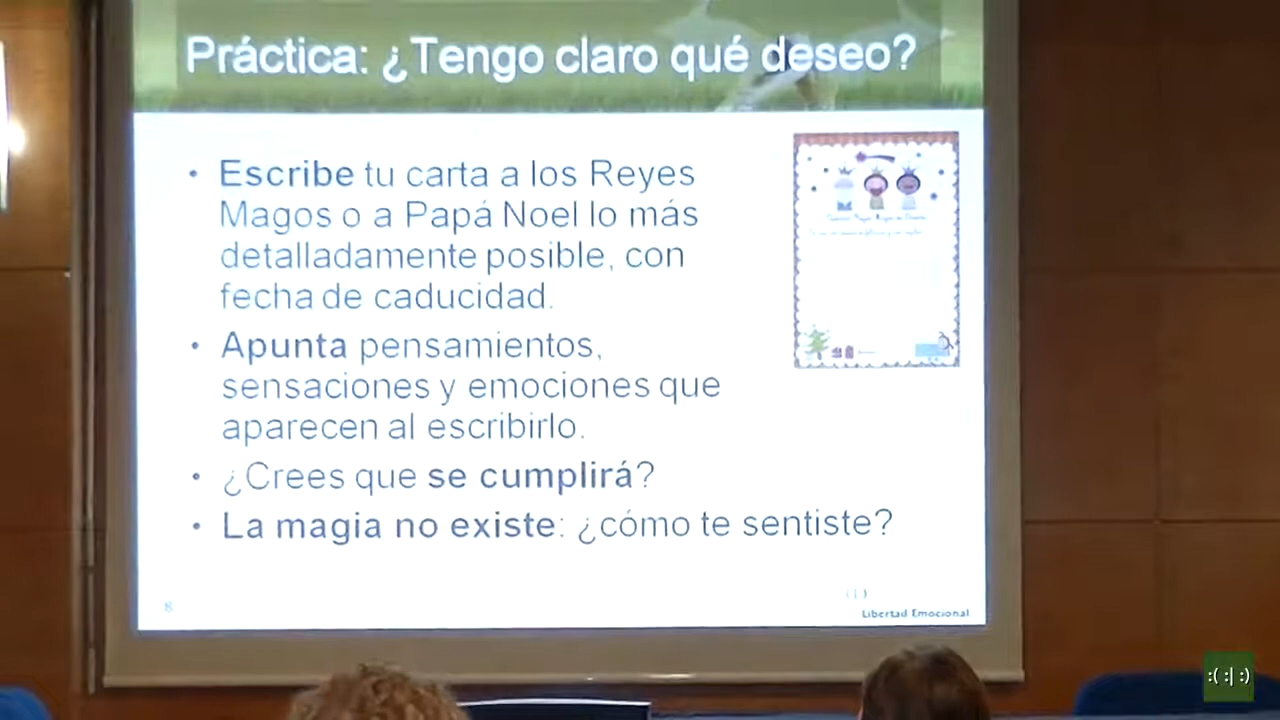 Práctica: ¿Tengo claro qué deseo?
• Escribe tu carta a los Reyes
Magos o a Papá Noel lo más
detalladamente posible, con
fecha de caducidad.
• Apunta pensamientos,
sensaciones y emociones que
aparecen al escribirlo.
• ¿Crees que se cumplirá?
• La magia no existe: ¿cómo te sentiste?
8
Libertad Emocional
:( :| :)